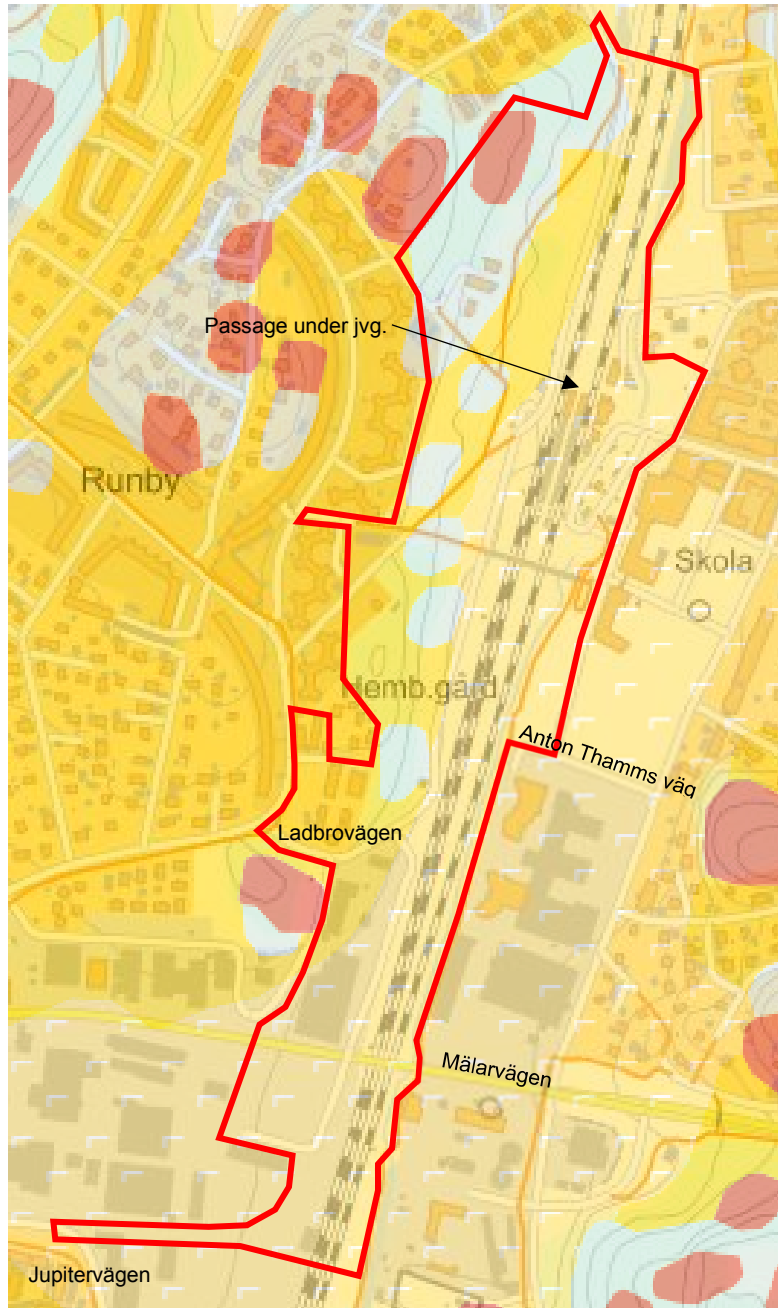 Passage under jvg.
Runby
Skola
Hemb.gård
Anton Thamms väg
Ladbrovägen
Mälarvägen
Jupitervägen